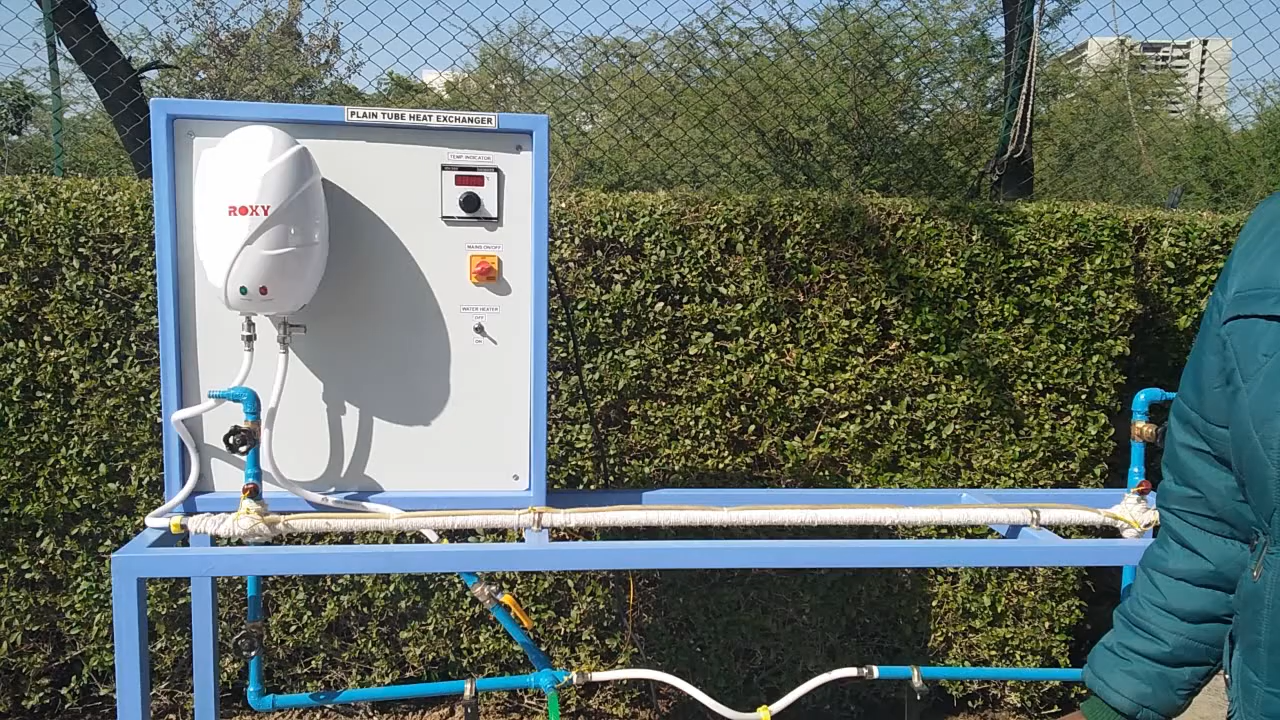 PLAIN TUBE HEAT EXCHANGER
TEMP. INDICATOR
ROXY
MAINS ON/OFF
WATER HEATER
OFF
ON